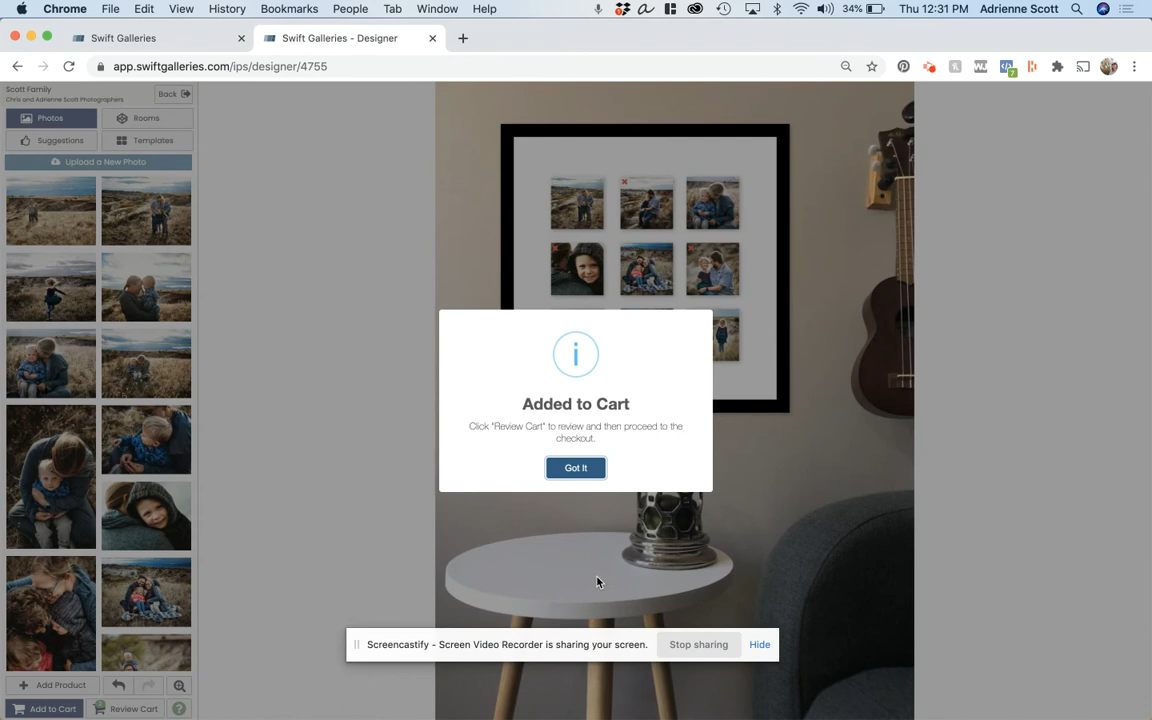 Chrome File Edit View History Bookmarks People Tab Window Help 34% Thu 12:31 PM Adrienne Scott
Swift Galleries Swift Galleries - Designer
app.swiftgalleries.com/ips/designer/4755
7
Scott Family
Chris and Adrienne Scott Photographers
Back
Photos Rooms
Suggestions Templates
Upload a New Photo
i
Added to Cart
Click "Review Cart" to review and then proceed to the
checkout.
Got It
Screencastify - Screen Video Recorder is sharing your screen. Stop sharing Hide
Add Product
Add to Cart Review Cart ?